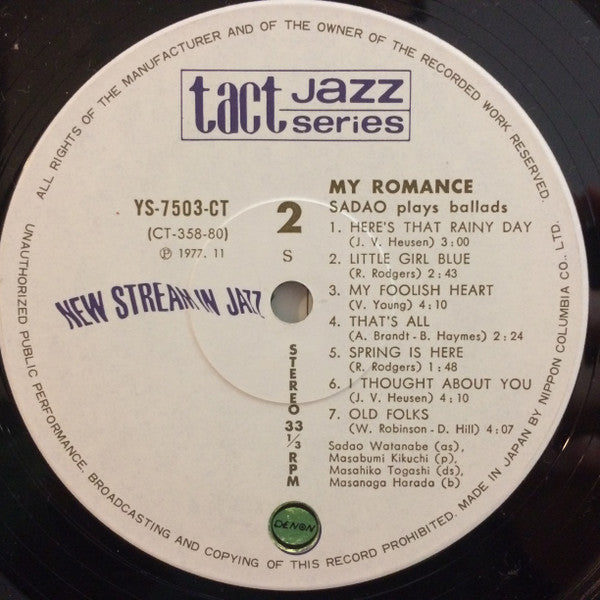 ALL RIGHTS OF THE MANUFACTURER AND OF THE OWNER OF THE RECORDED WORK RESERVED.
tact JAZZ
series
MY ROMANCE
SADAO plays ballads
YS-7503-CT
(CT-358-80)
Ⓟ 1977. 11
2
S
NEW STREAM IN JAZZ
1. HERE'S THAT RAINY DAY
(J. V. Heusen) 3:00
2. LITTLE GIRL BLUE
(R. Rodgers) 2:43
3. MY FOOLISH HEART
(V. Young) 4:10
4. THAT'S ALL
(A. Brandt-B. Haymes) 2:24
5. SPRING IS HERE
(R. Rodgers) 1:48
6. I THOUGHT ABOUT YOU
(J. V. Heusen) 4:10
7. OLD FOLKS
(W. Robinson-D. Hill) 4:07
Sadao Watanabe (as),
Masabumi Kikuchi (p),
Masahiko Togashi (ds),
Masanaga Harada (b)
STEREO 33 1/3 RPM
DENON
UNAUTHORIZED PUBLIC PERFORMANCE. BROADCASTING AND COPYING OF THIS RECORD PROHIBITED. MADE IN JAPAN BY NIPPON COLUMBIA CO., LTD.